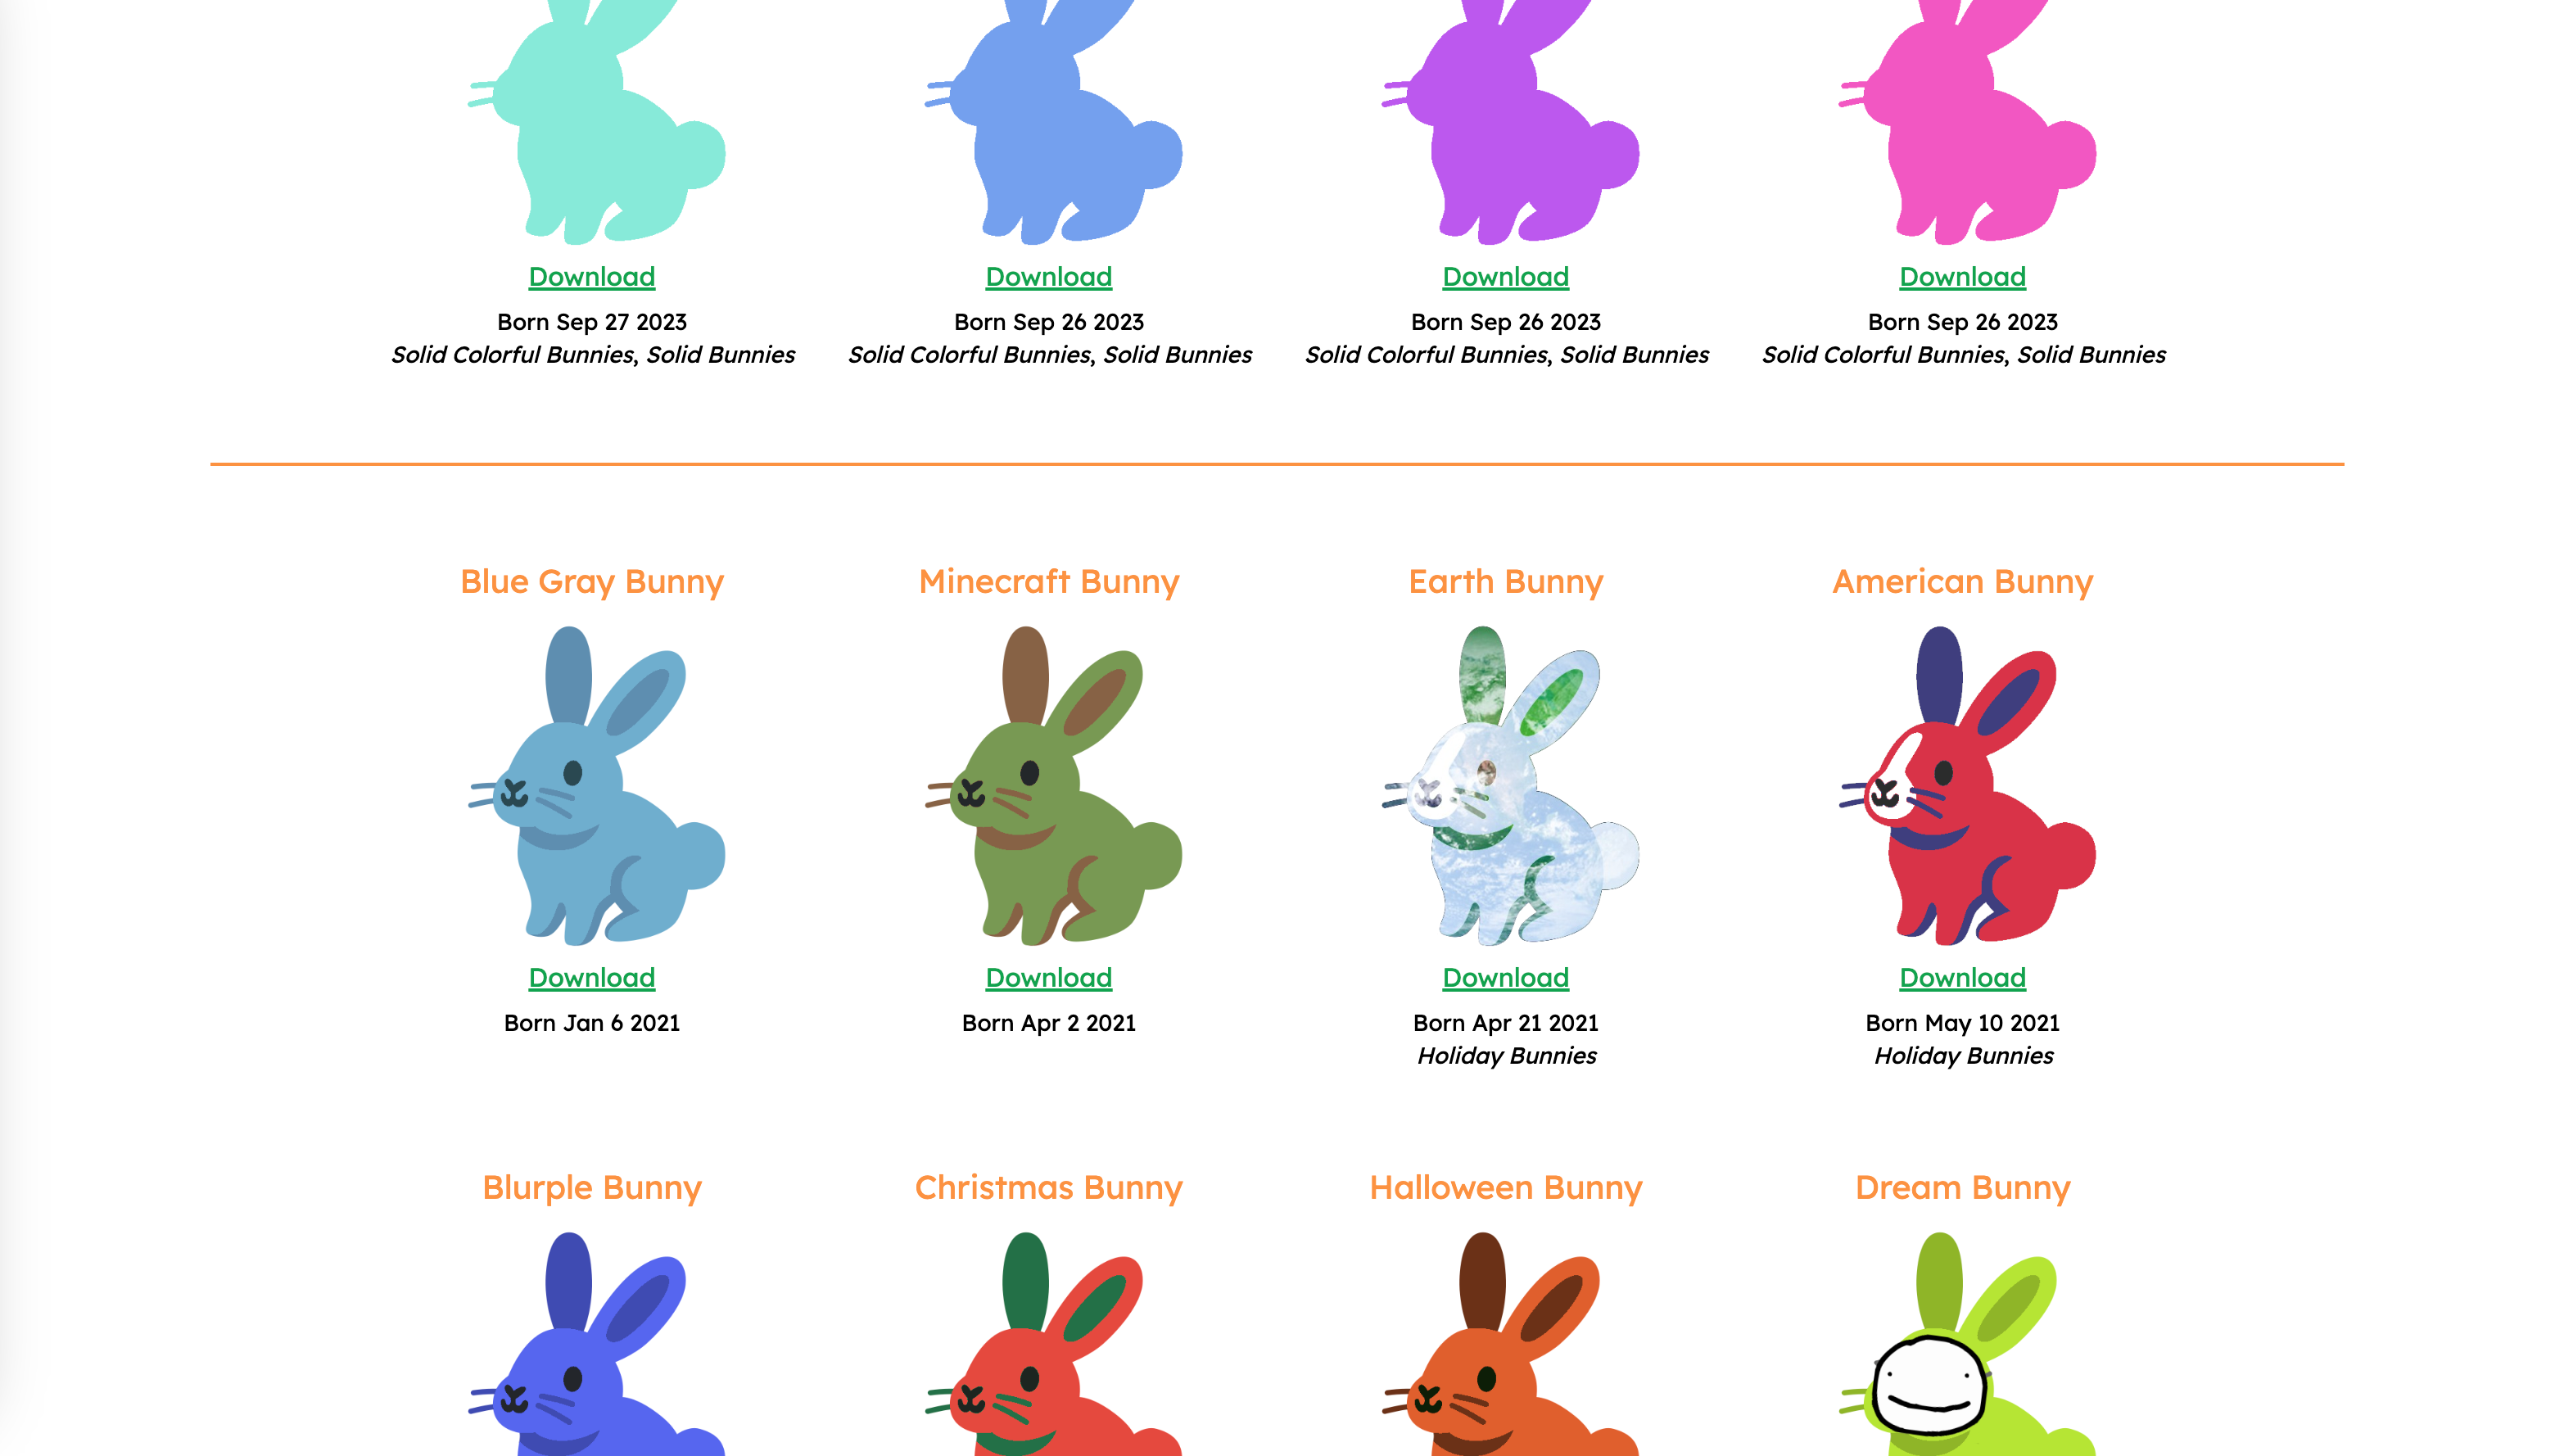 Download Download Download Download
Born Sep 27 2023 Born Sep 26 2023 Born Sep 26 2023 Born Sep 26 2023
Solid Colorful Bunnies, Solid Bunnies Solid Colorful Bunnies, Solid Bunnies Solid Colorful Bunnies, Solid Bunnies Solid Colorful Bunnies, Solid Bunnies
Blue Gray Bunny Minecraft Bunny Earth Bunny American Bunny
Download Download Download Download
Born Jan 6 2021 Born Apr 2 2021 Born Apr 21 2021 Born May 10 2021
Holiday Bunnies Holiday Bunnies
Blurple Bunny Christmas Bunny Halloween Bunny Dream Bunny